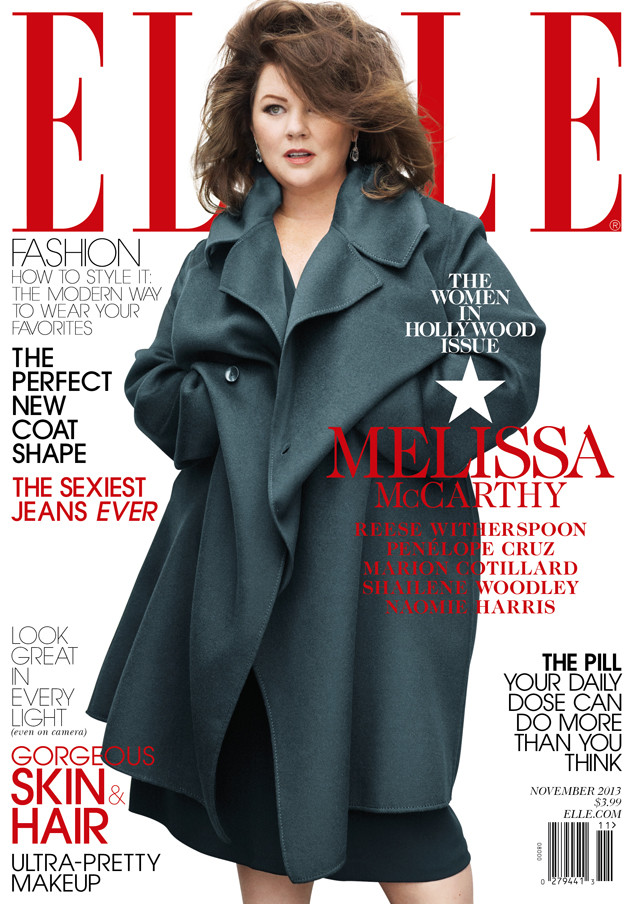 ELLE
®
FASHION
HOW TO STYLE IT:
THE MODERN WAY
TO WEAR YOUR
FAVORITES
THE
PERFECT
NEW
COAT
SHAPE
THE SEXIEST
JEANS EVER
THE
WOMEN
IN
HOLLYWOOD
ISSUE
MELISSA
McCARTHY
REESE WITHERSPOON
PENÉLOPE CRUZ
MARION COTILLARD
SHAILENE WOODLEY
NAOMIE HARRIS
LOOK
GREAT
IN
EVERY
LIGHT
(even on camera)
GORGEOUS
SKIN &
HAIR
ULTRA-PRETTY
MAKEUP
THE PILL
YOUR DAILY
DOSE CAN
DO MORE
THAN YOU
THINK
NOVEMBER 2013
$3.99
ELLE.COM
11>
08000
0 279441 3